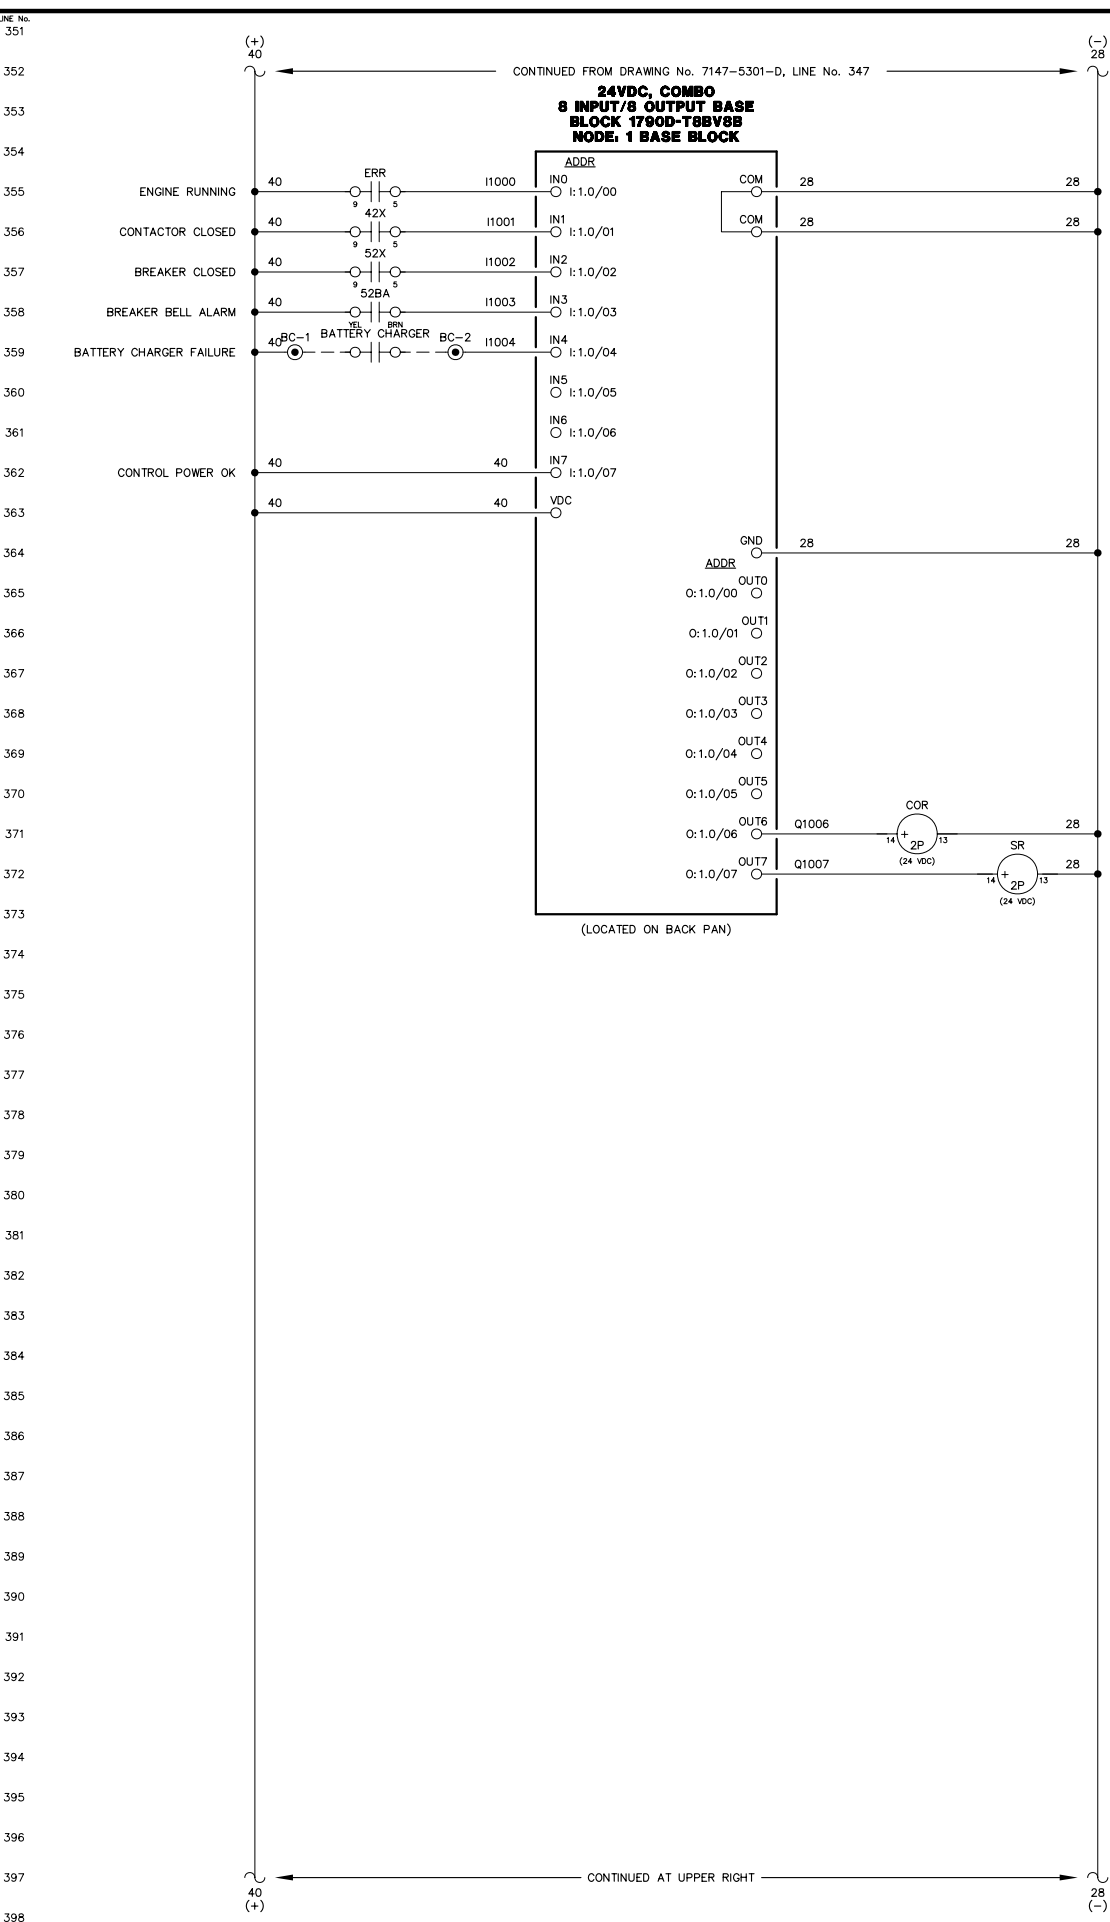 LINE No.
351
(+) (-)
40 28
352 CONTINUED FROM DRAWING No. 7147-5301-D, LINE No. 347
24VDC, COMBO
353 8 INPUT/8 OUTPUT BASE
BLOCK 1790D-T8BV8B
NODE: 1 BASE BLOCK
354
ADDR
ERR
355 ENGINE RUNNING 40 9 5 I1000 IN0 I:1.0/00 COM 28 28
42X
356 CONTACTOR CLOSED 40 9 5 I1001 IN1 I:1.0/01 COM 28 28
52X
357 BREAKER CLOSED 40 9 5 I1002 IN2 I:1.0/02
52BA
358 BREAKER BELL ALARM 40 YEL BRN I1003 IN3 I:1.0/03
BATTERY CHARGER
359 BATTERY CHARGER FAILURE 40 BC-1 BC-2 I1004 IN4 I:1.0/04
360 IN5 I:1.0/05
361 IN6 I:1.0/06
362 CONTROL POWER OK 40 40 IN7 I:1.0/07
363 40 40 VDC
364 GND 28 28
ADDR
365 O:1.0/00 OUT0
366 O:1.0/01 OUT1
367 O:1.0/02 OUT2
368 O:1.0/03 OUT3
369 O:1.0/04 OUT4
370 O:1.0/05 OUT5
COR
371 O:1.0/06 OUT6 Q1006 14 + 2P 13 28
(24 VDC)
SR
372 O:1.0/07 OUT7 Q1007 14 + 2P 13 28
(24 VDC)
373
(LOCATED ON BACK PAN)
374
375
376
377
378
379
380
381
382
383
384
385
386
387
388
389
390
391
392
393
394
395
396
397 CONTINUED AT UPPER RIGHT
40 28
(+) (-)
398